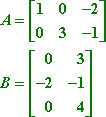 A = [1 0 −2
0 3 −1]
B = [0 3
−2 −1
0 4]